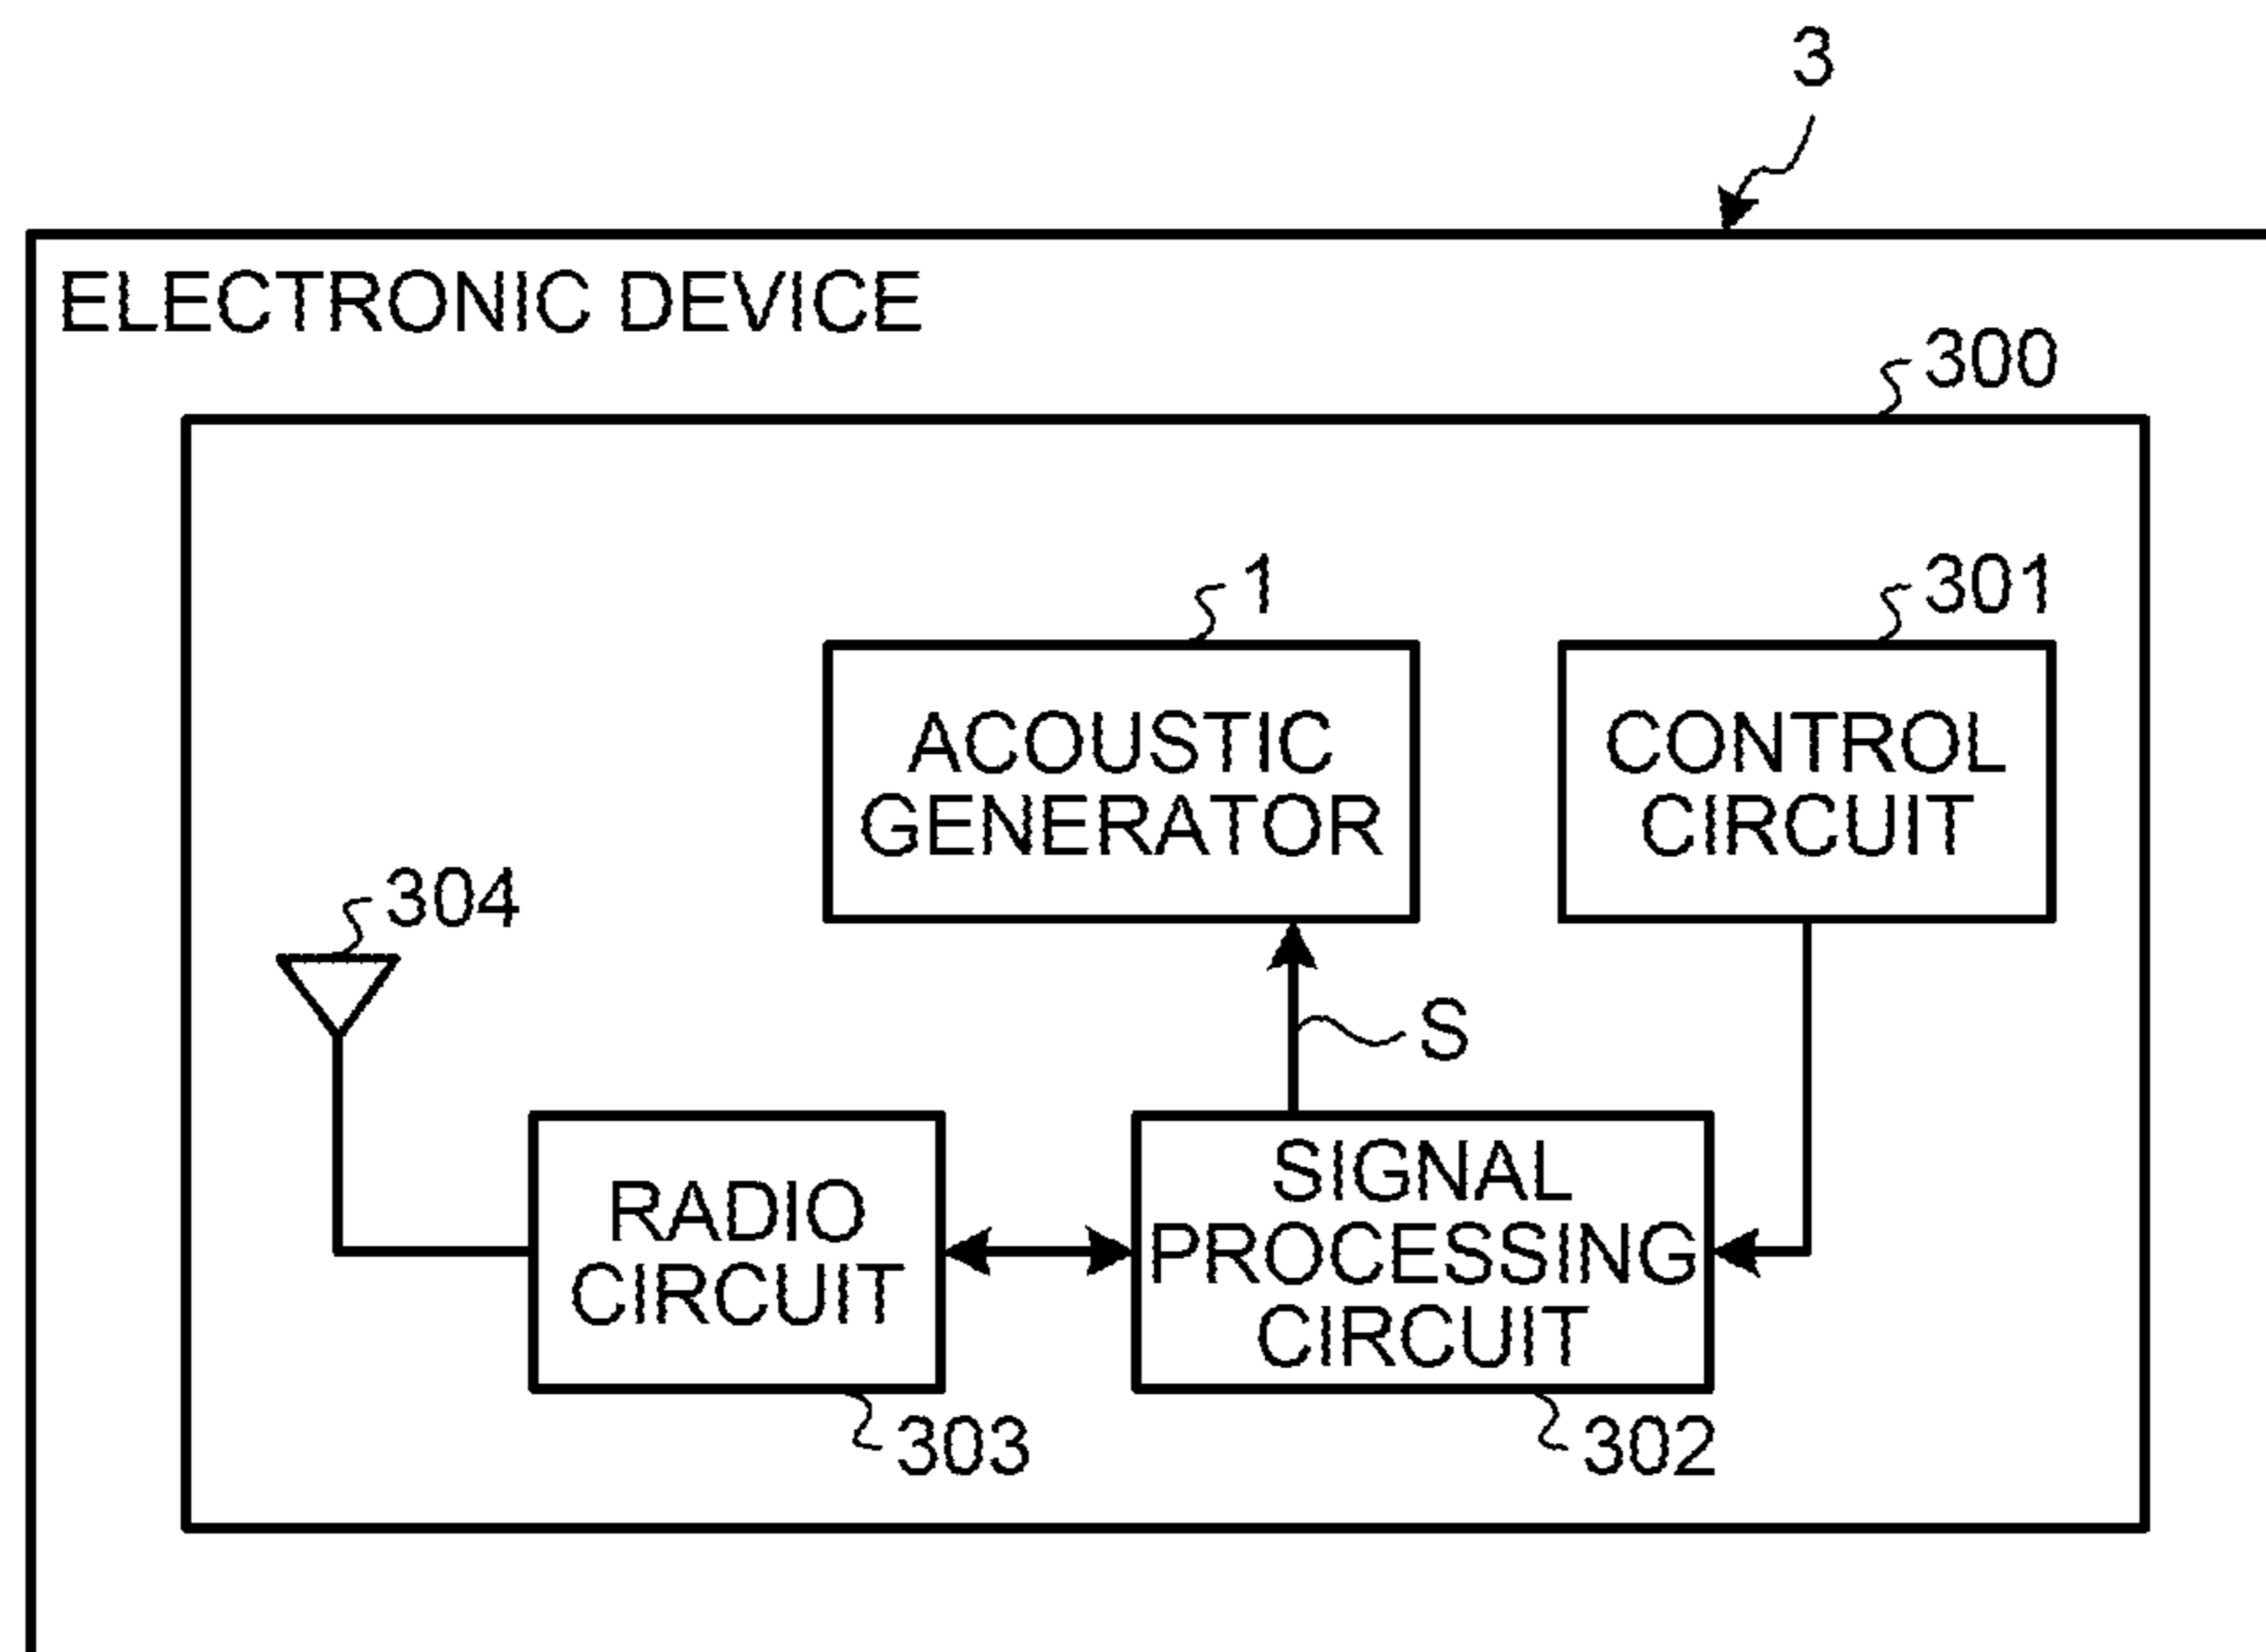 3
ELECTRONIC DEVICE
300
1
301
ACOUSTIC
GENERATOR
CONTROL
CIRCUIT
304
S
RADIO
CIRCUIT
SIGNAL
PROCESSING
CIRCUIT
303
302